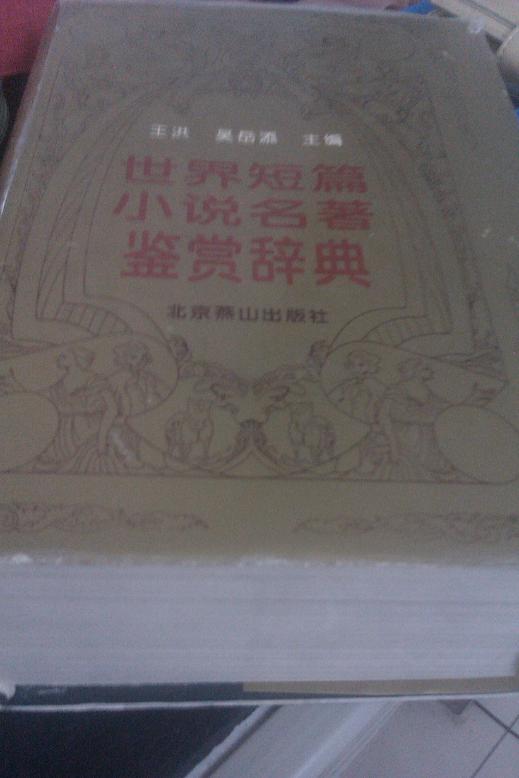 王洪 吴岳添 主编
世界短篇
小说名著
鉴赏辞典
北京燕山出版社